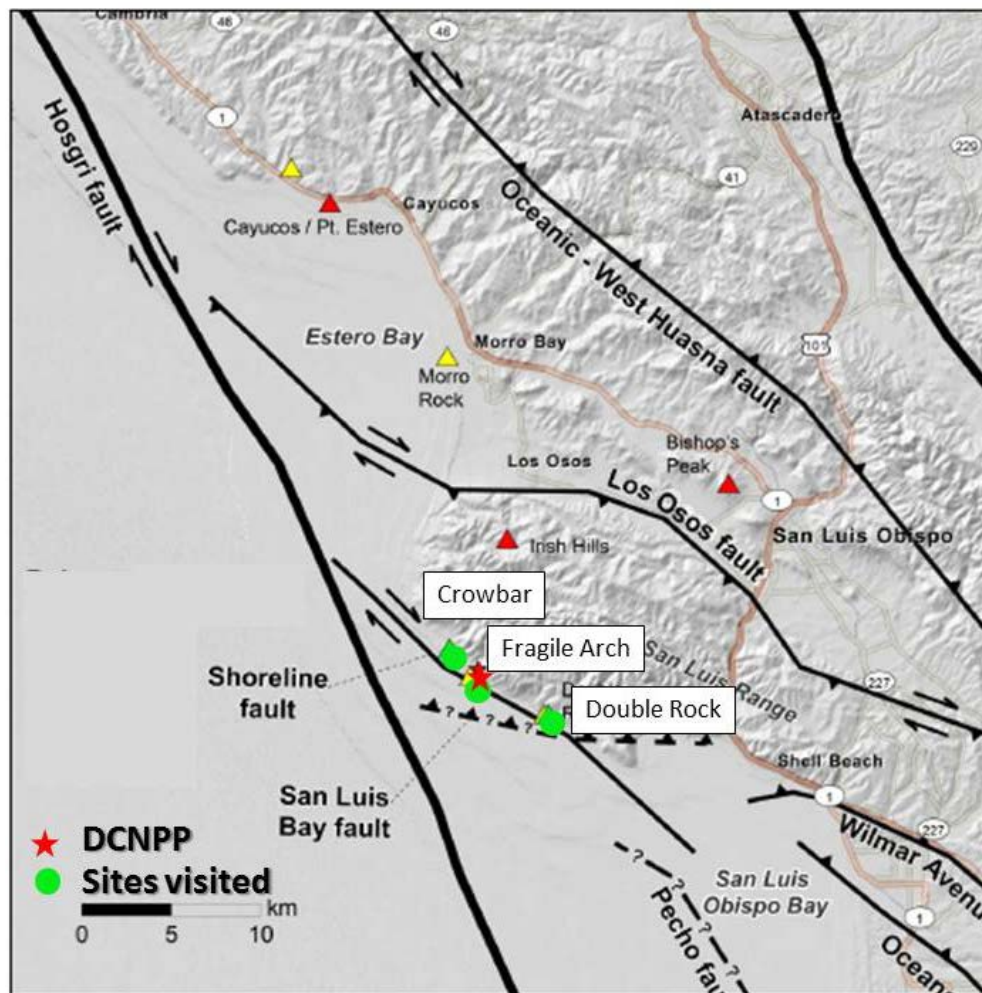 Cambria
46
46
1
Atascadero
229
41
Hosgri fault
Cayucos
Cayucos / Pt. Estero
Oceanic - West Huasna fault
Estero Bay
Morro Bay
101
Morro
Rock
Bishop's
Peak
Los Osos
Los Osos fault
1
San Luis Obispo
Irish Hills
Crowbar
Fragile Arch
San Luis Range
Shoreline
fault
227
Double Rock
?
?
?
Shell Beach
San Luis
Bay fault
1
227
Wilmar Avenu
DCNPP
Sites visited
km
0
5
10
?
San Luis
Obispo Bay
?
?
Pecho fau
1
Oceano